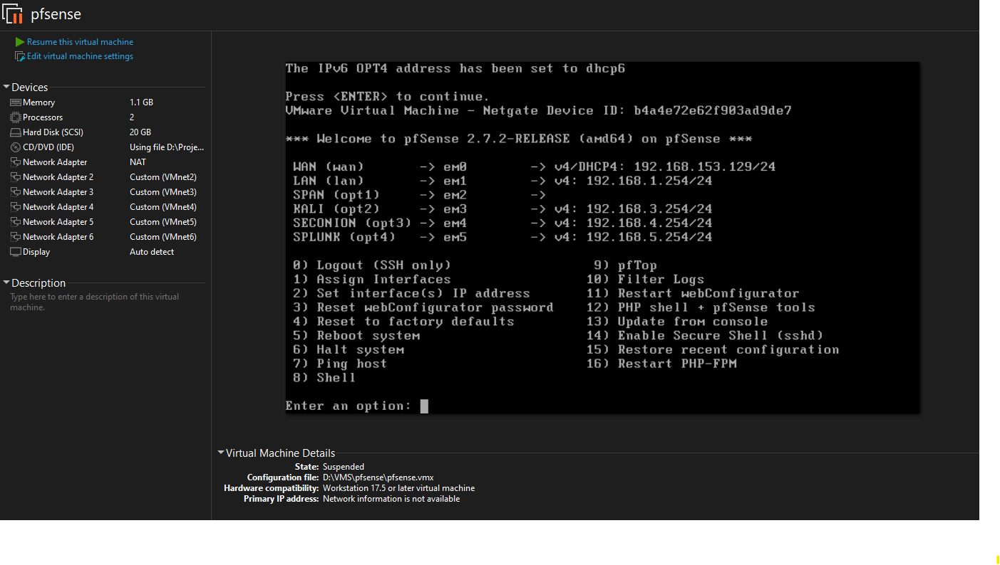 pfsense
Resume this virtual machine
Edit virtual machine settings
Devices
Memory 1.1 GB
Processors 2
Hard Disk (SCSI) 20 GB
CD/DVD (IDE) Using file D:\Proje...
Network Adapter NAT
Network Adapter 2 Custom (VMnet2)
Network Adapter 3 Custom (VMnet3)
Network Adapter 4 Custom (VMnet4)
Network Adapter 5 Custom (VMnet5)
Network Adapter 6 Custom (VMnet6)
Display Auto detect
Description
Type here to enter a description of this virtual
machine.
The IPv6 OPT4 address has been set to dhcp6
Press <ENTER> to continue.
VMware Virtual Machine - Netgate Device ID: b4a4e72e62f903ad9de7
*** Welcome to pfSense 2.7.2-RELEASE (amd64) on pfSense ***
WAN (wan) -> em0 -> v4/DHCP4: 192.168.153.129/24
LAN (lan) -> em1 -> v4: 192.168.1.254/24
SPAN (opt1) -> em2 ->
KALI (opt2) -> em3 -> v4: 192.168.3.254/24
SECONION (opt3) -> em4 -> v4: 192.168.4.254/24
SPLUNK (opt4) -> em5 -> v4: 192.168.5.254/24
0) Logout (SSH only) 9) pfTop
1) Assign Interfaces 10) Filter Logs
2) Set interface(s) IP address 11) Restart webConfigurator
3) Reset webConfigurator password 12) PHP shell + pfSense tools
4) Reset to factory defaults 13) Update from console
5) Reboot system 14) Enable Secure Shell (sshd)
6) Halt system 15) Restore recent configuration
7) Ping host 16) Restart PHP-FPM
8) Shell
Enter an option:
Virtual Machine Details
State: Suspended
Configuration file: D:\VMS\pfsense\pfsense.vmx
Hardware compatibility: Workstation 17.5 or later virtual machine
Primary IP address: Network information is not available